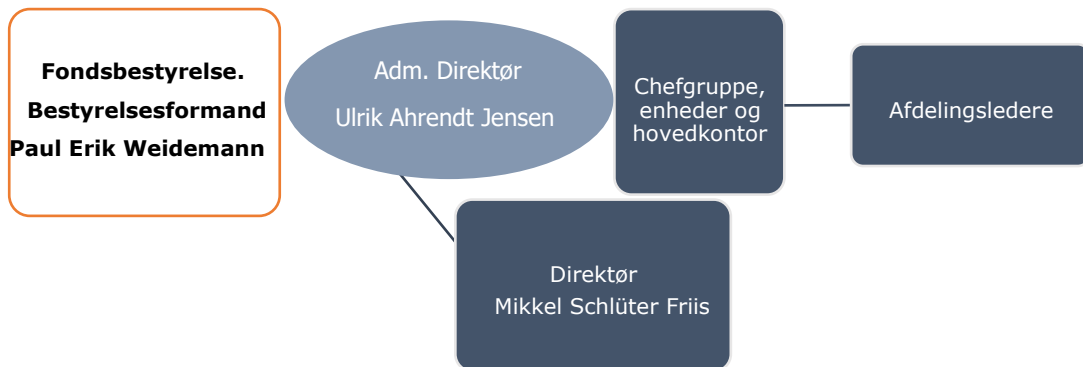 Fondsbestyrelse.
Bestyrelsesformand
Paul Erik Weidemann
Adm. Direktør
Ulrik Ahrendt Jensen
Chefgruppe,
enheder og
hovedkontor
Afdelingsledere
Direktør
Mikkel Schlüter Friis